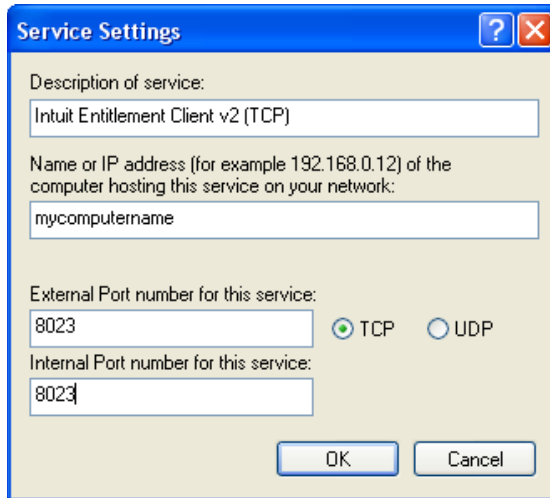 Service Settings
Description of service:
Intuit Entitlement Client v2 (TCP)
Name or IP address (for example 192.168.0.12) of the
computer hosting this service on your network:
mycomputername
External Port number for this service:
8023
TCP
UDP
Internal Port number for this service:
8023
OK
Cancel